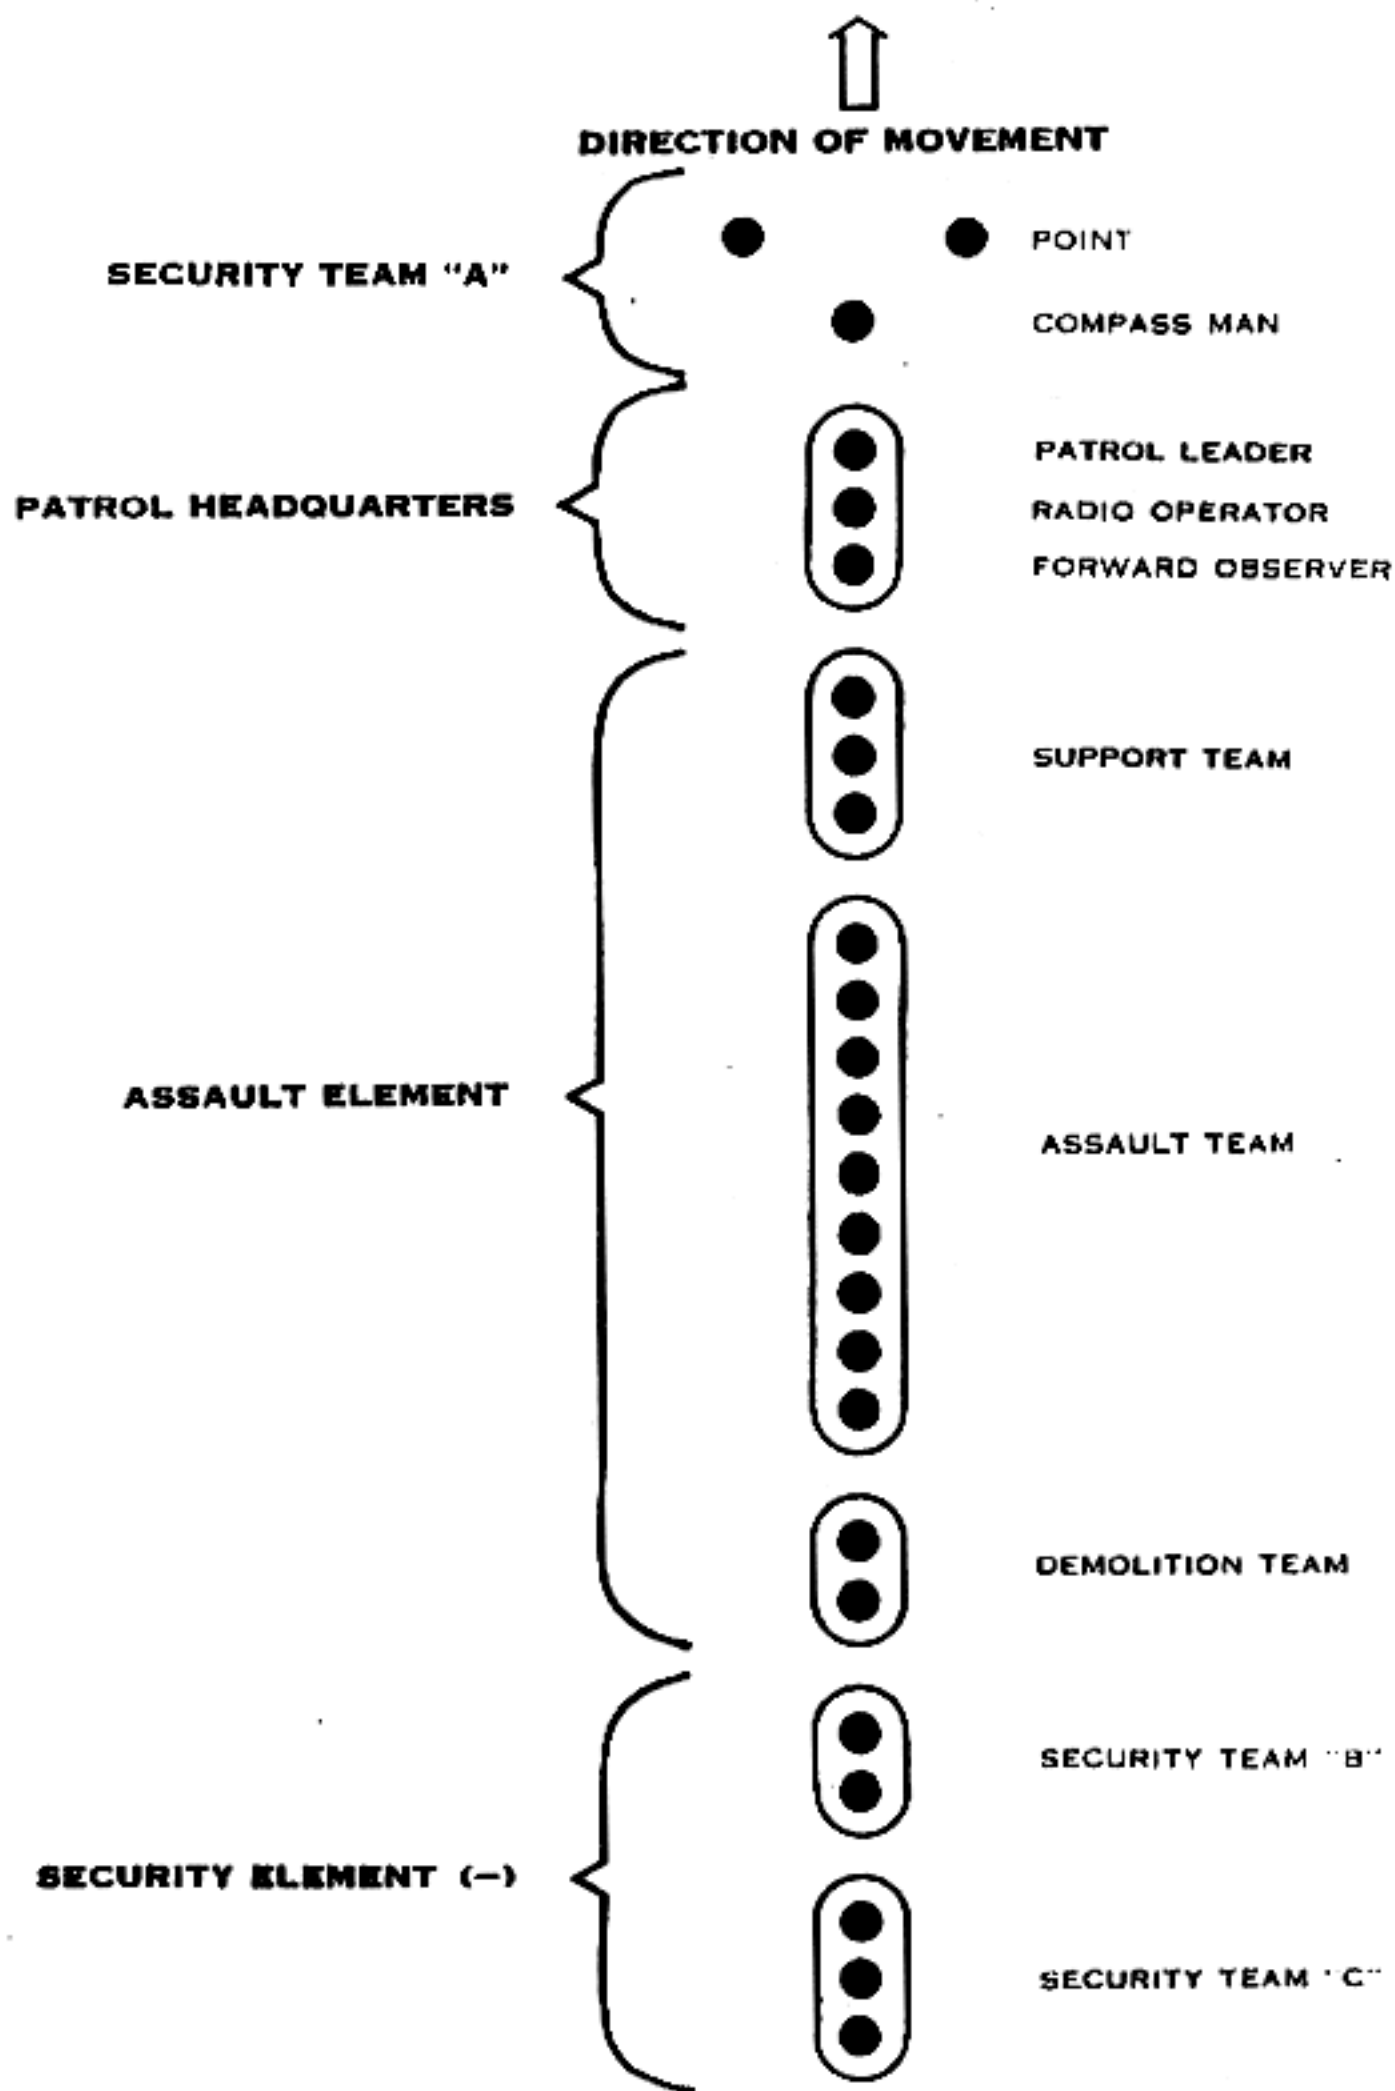 DIRECTION OF MOVEMENT
SECURITY TEAM "A"
POINT
COMPASS MAN
PATROL HEADQUARTERS
PATROL LEADER
RADIO OPERATOR
FORWARD OBSERVER
ASSAULT ELEMENT
SUPPORT TEAM
ASSAULT TEAM
DEMOLITION TEAM
SECURITY ELEMENT (—)
SECURITY TEAM "B"
SECURITY TEAM "C"